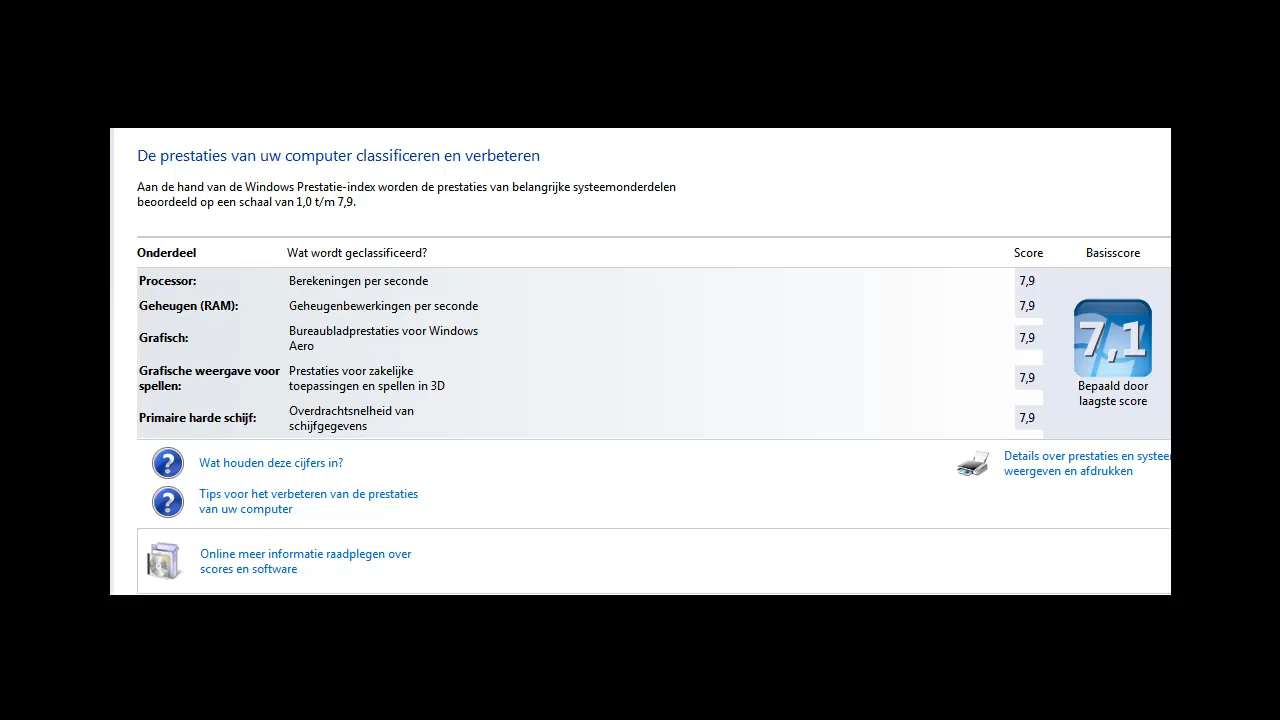 De prestaties van uw computer classificeren en verbeteren
Aan de hand van de Windows Prestatie-index worden de prestaties van belangrijke systeemonderdelen
beoordeeld op een schaal van 1,0 t/m 7,9.
Onderdeel Wat wordt geclassificeerd? Score Basisscore
Processor: Berekeningen per seconde 7,9
Geheugen (RAM): Geheugenbewerkingen per seconde 7,9
Grafisch: Bureaubladprestaties voor Windows
Aero 7,9
Grafische weergave voor
spellen: Prestaties voor zakelijke
toepassingen en spellen in 3D 7,9
Primaire harde schijf: Overdrachtsnelheid van
schijfgegevens 7,9
7,1
Bepaald door
laagste score
Wat houden deze cijfers in?
Tips voor het verbeteren van de prestaties
van uw computer
Details over prestaties en systee
weergeven en afdrukken
Online meer informatie raadplegen over
scores en software